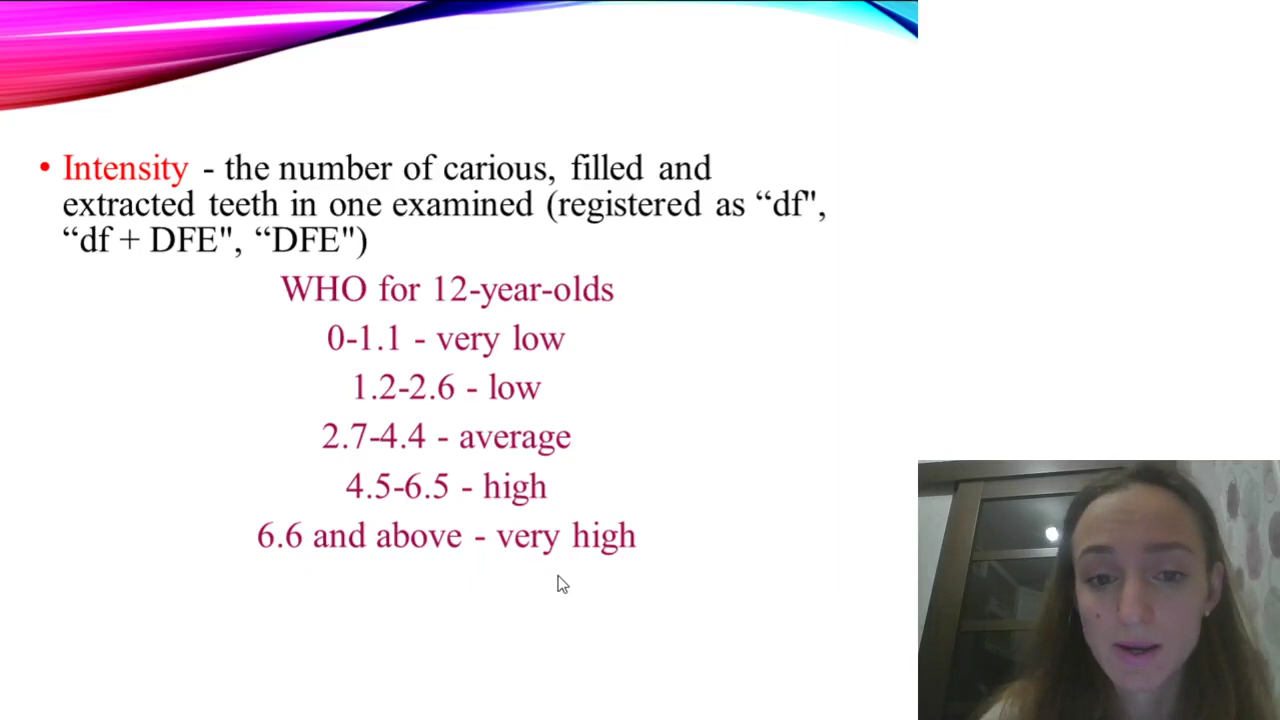 • Intensity - the number of carious, filled and
extracted teeth in one examined (registered as “df",
“df + DFE", “DFE")
WHO for 12-year-olds
0-1.1 - very low
1.2-2.6 - low
2.7-4.4 - average
4.5-6.5 - high
6.6 and above - very high